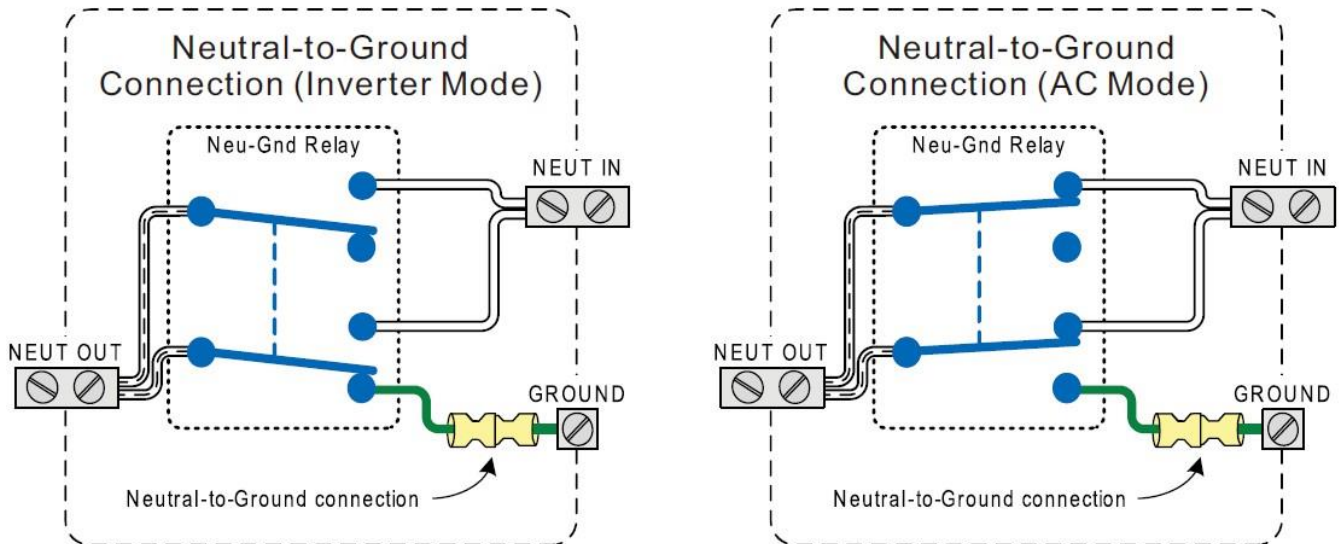 Neutral-to-Ground
Connection (Inverter Mode)
Neu-Gnd Relay
NEUT IN
NEUT OUT
GROUND
Neutral-to-Ground connection
Neutral-to-Ground
Connection (AC Mode)
Neu-Gnd Relay
NEUT IN
NEUT OUT
GROUND
Neutral-to-Ground connection